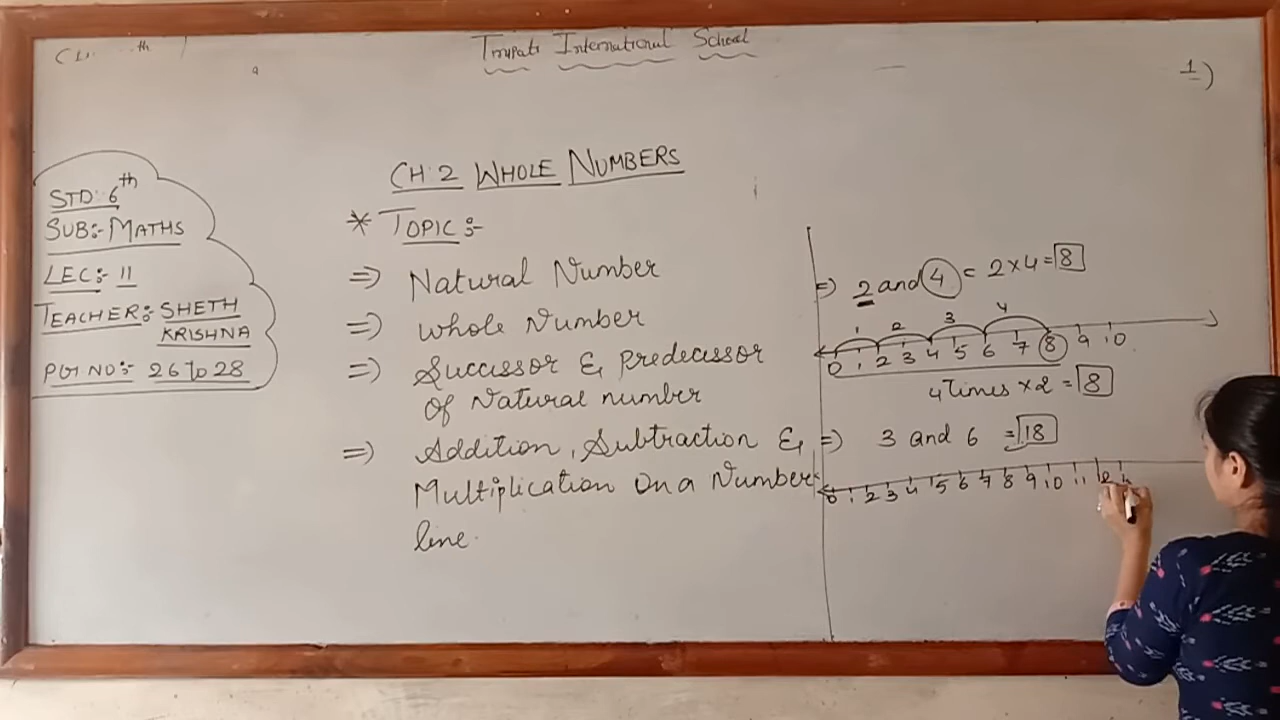 International School
1)
STD: 6th
SUB:- MATHS
LEC:- 11
TEACHER:- SHETH
KRISHNA
PG NO:- 26 to 28
CH: 2 WHOLE NUMBERS
* TOPIC:-
=> Natural Number
=> Whole Number
=> Successor & Predecissor
Of Natural number
=> Addition, Subtraction &
Multiplication On a Number
line.
=> 2 and 4 = 2 × 4 = 8
1 2 3 4
0 1 2 3 4 5 6 7 8 9 10
4 Times × 2 = 8
=> 3 and 6 = 18
0 1 2 3 4 5 6 7 8 9 10 11 12